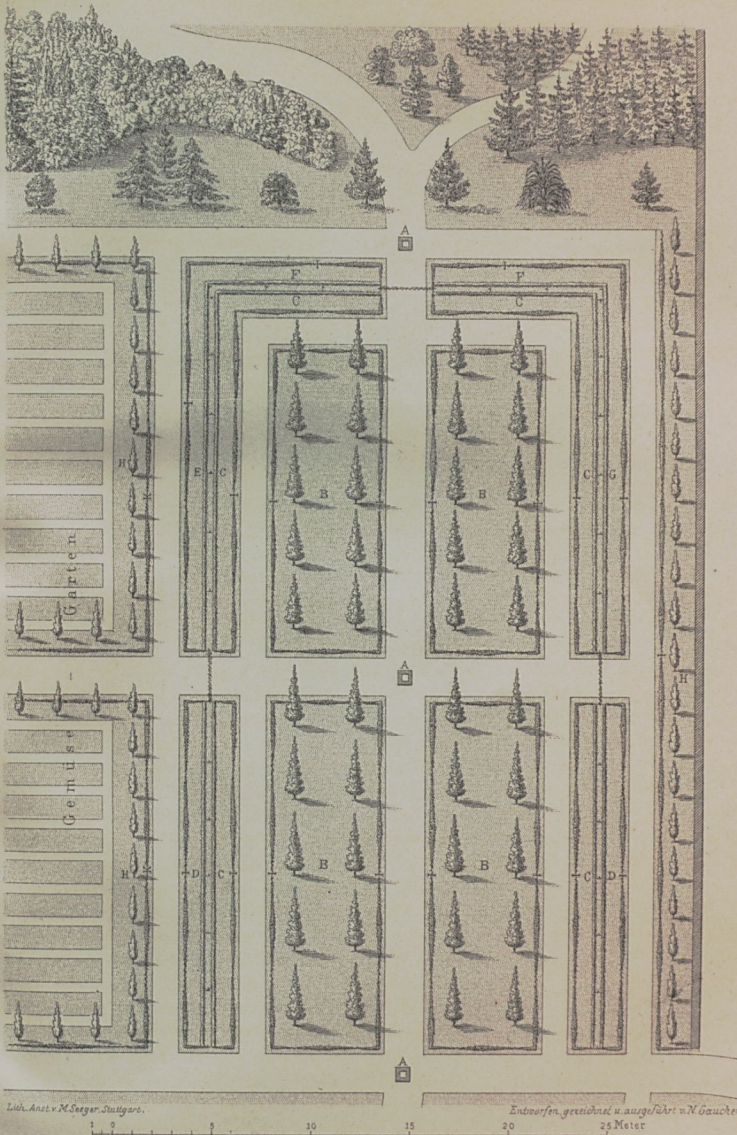 A
F
F
C
C
H
E
C
B
B
C
G
Garten
A
H
Gemüse
H
D
C
B
B
C
D
A
Lith. Anst. v. M. Seeger, Stuttgart.
Entworfen, gezeichnet u. ausgeführt v. N. Gaucher
1 0 5 10 15 20 25 Meter